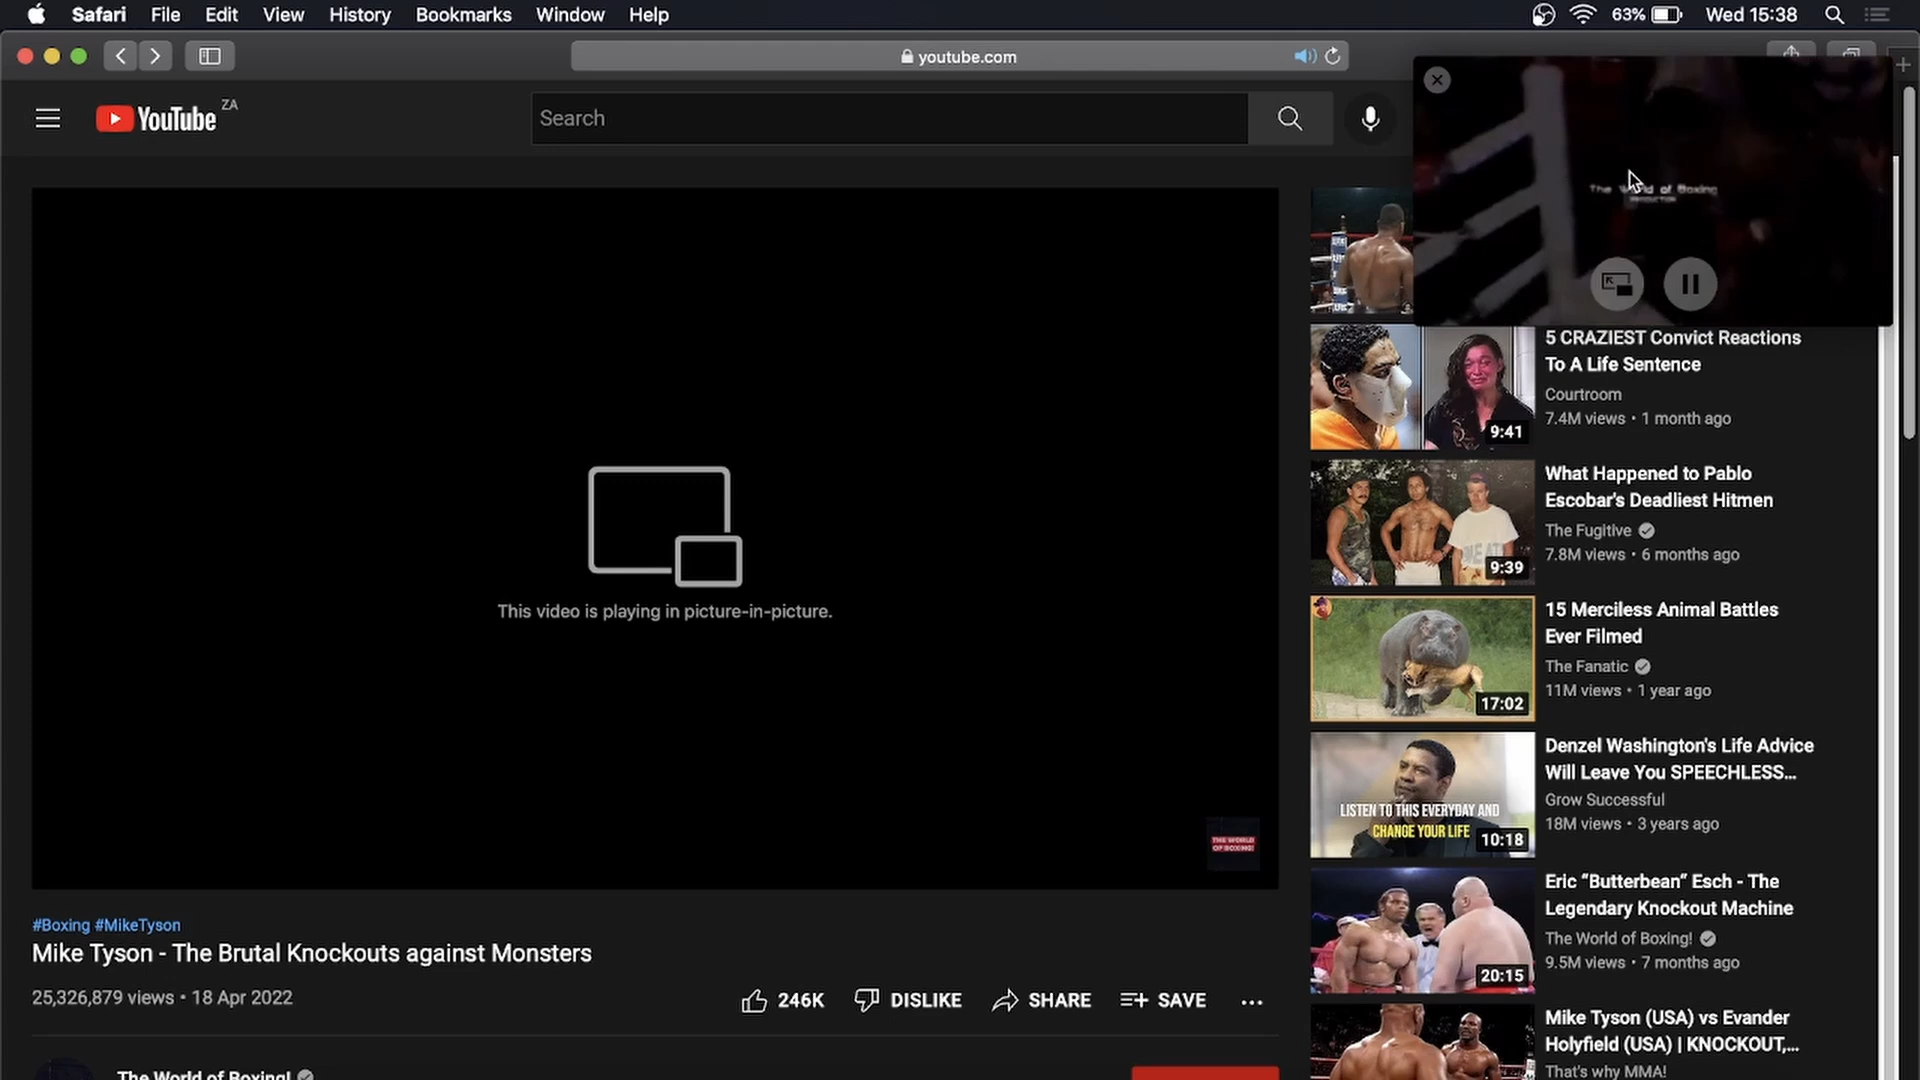 Safari File Edit View History Bookmarks Window Help 63% Wed 15:38
youtube.com
YouTube ZA
Search
The World of Boxing
PRODUCTION
This video is playing in picture-in-picture.
THE WORLD
OF BOXING!
#Boxing #MikeTyson
Mike Tyson - The Brutal Knockouts against Monsters
25,326,879 views • 18 Apr 2022
246K DISLIKE SHARE SAVE
The World of Boxing!
5 CRAZIEST Convict Reactions
To A Life Sentence
Courtroom
7.4M views • 1 month ago
9:41
What Happened to Pablo
Escobar's Deadliest Hitmen
The Fugitive
7.8M views • 6 months ago
9:39
15 Merciless Animal Battles
Ever Filmed
The Fanatic
11M views • 1 year ago
17:02
Denzel Washington's Life Advice
Will Leave You SPEECHLESS...
Grow Successful
18M views • 3 years ago
LISTEN TO THIS EVERYDAY AND
CHANGE YOUR LIFE
10:18
Eric “Butterbean” Esch - The
Legendary Knockout Machine
The World of Boxing!
9.5M views • 7 months ago
20:15
Mike Tyson (USA) vs Evander
Holyfield (USA) | KNOCKOUT,...
That's why MMA!